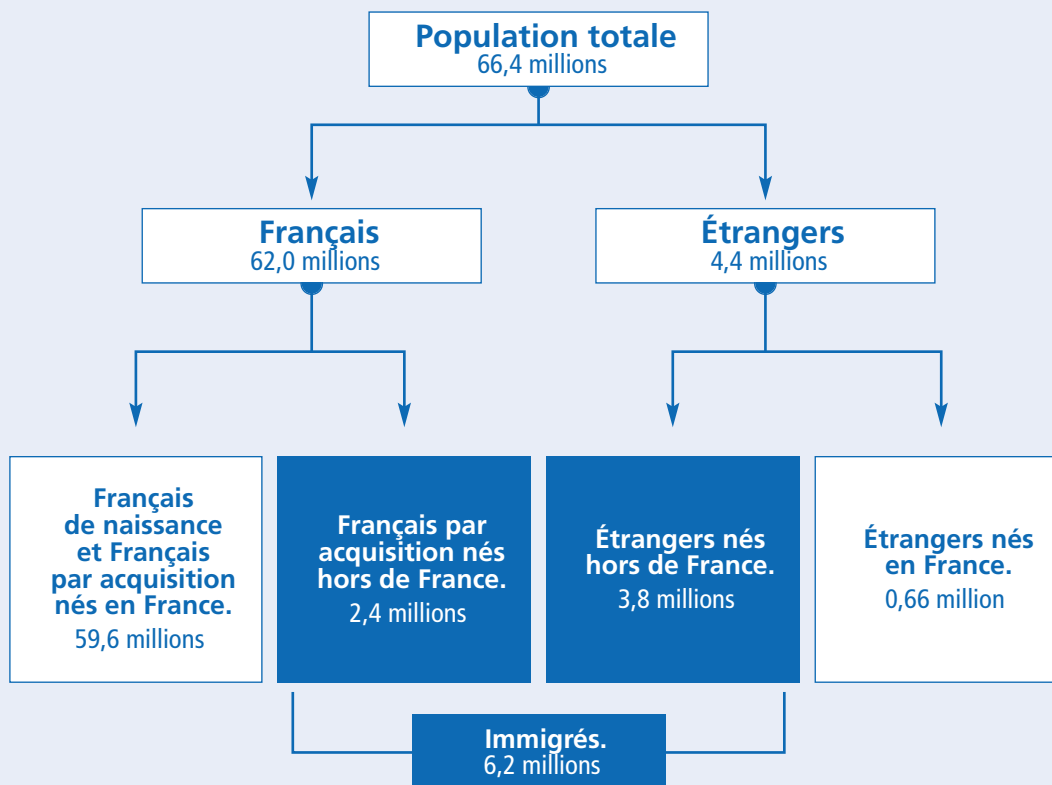 Population totale
66,4 millions
Français
62,0 millions
Étrangers
4,4 millions
Français
de naissance
et Français
par acquisition
nés en France.
59,6 millions
Français par
acquisition nés
hors de France.
2,4 millions
Étrangers nés
hors de France.
3,8 millions
Étrangers nés
en France.
0,66 million
Immigrés.
6,2 millions